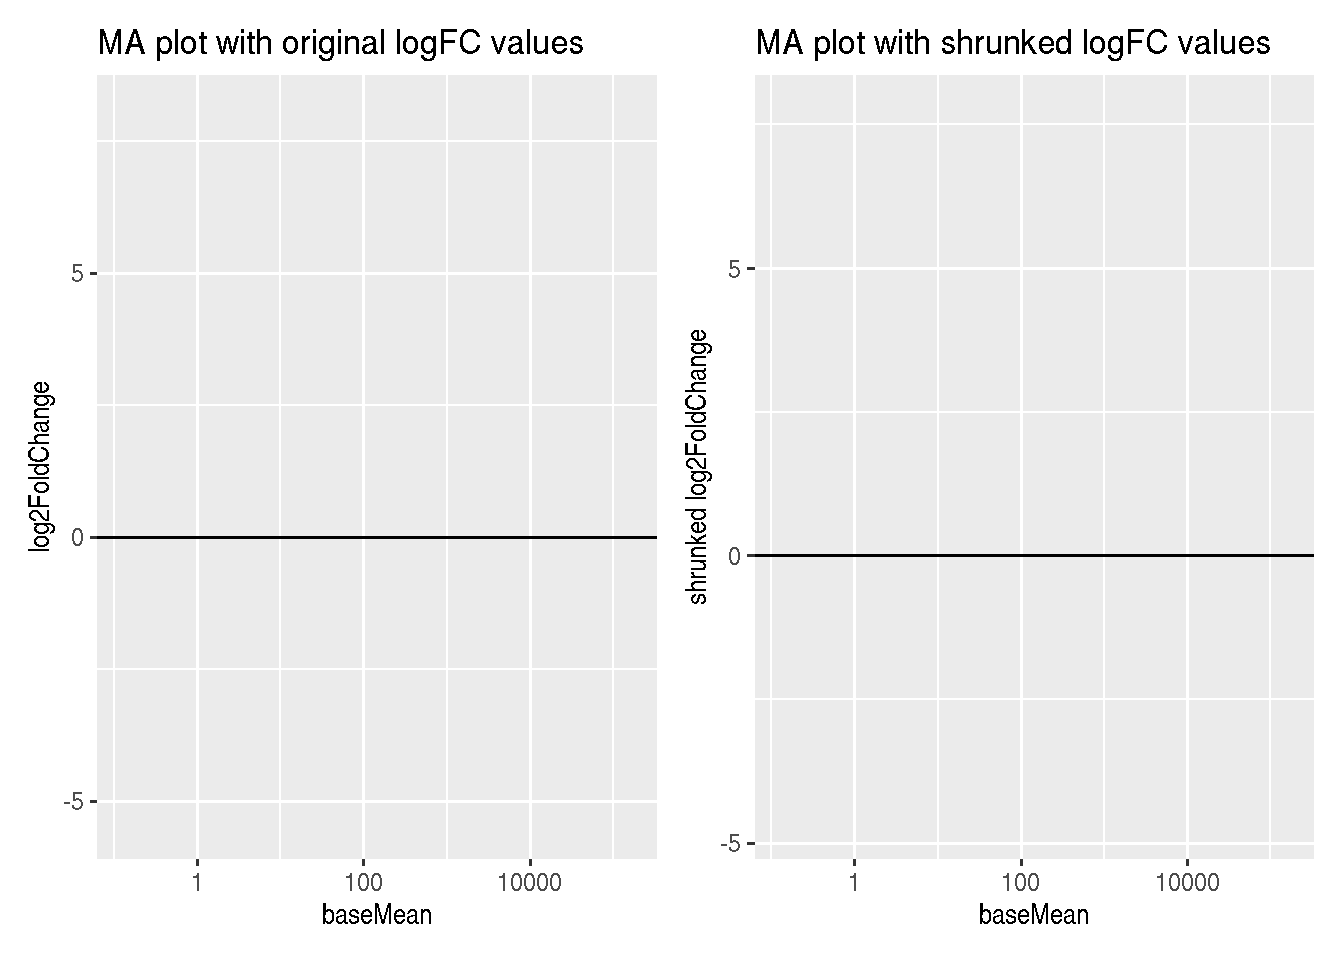 MA plot with original logFC values
log2FoldChange
5
0
-5
1
100
10000
baseMean
MA plot with shrunked logFC values
shrunked log2FoldChange
5
0
-5
1
100
10000
baseMean